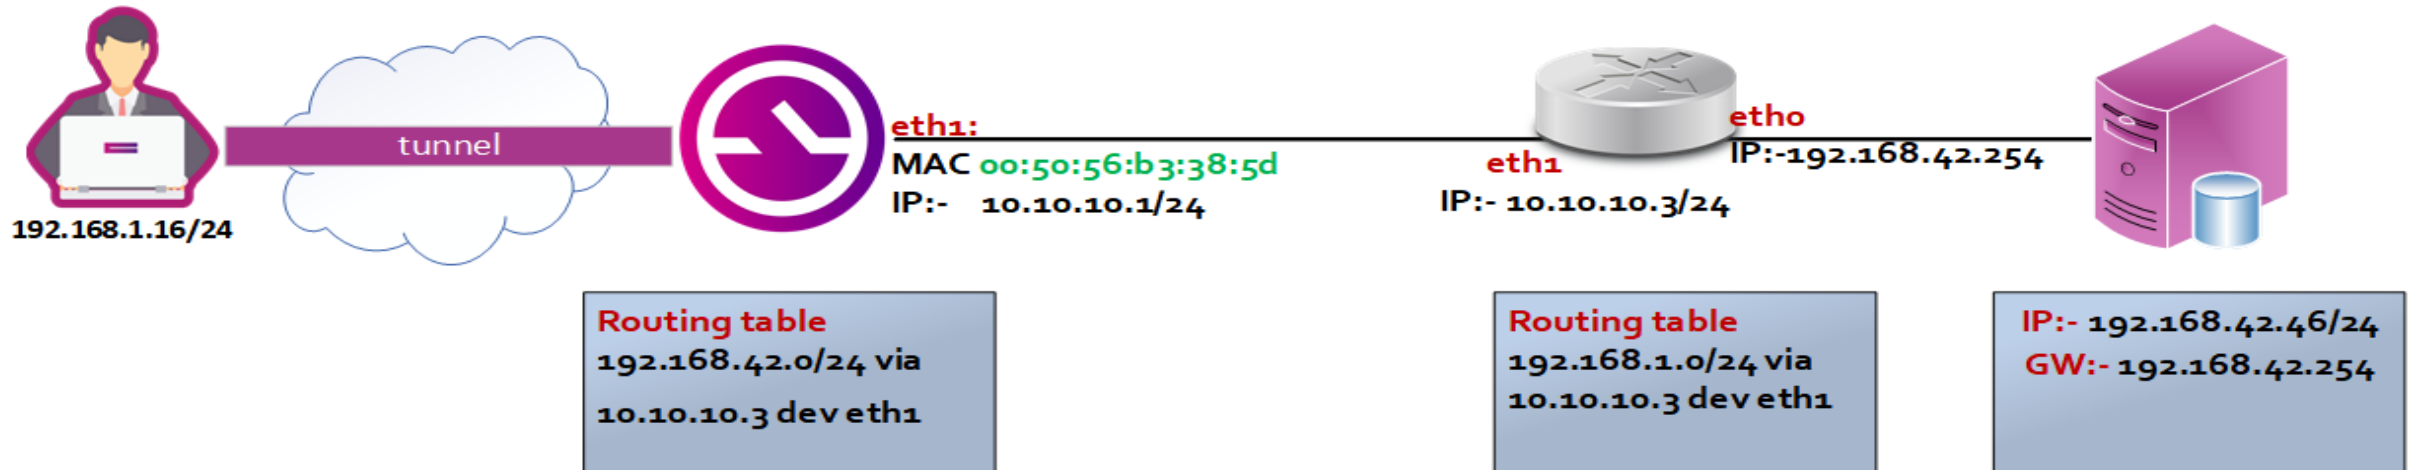 192.168.1.16/24
tunnel
eth1:
MAC 00:50:56:b3:38:5d
IP:- 10.10.10.1/24
eth1
IP:- 10.10.10.3/24
eth0
IP:-192.168.42.254
Routing table
192.168.42.0/24 via
10.10.10.3 dev eth1
Routing table
192.168.1.0/24 via
10.10.10.3 dev eth1
IP:- 192.168.42.46/24
GW:- 192.168.42.254